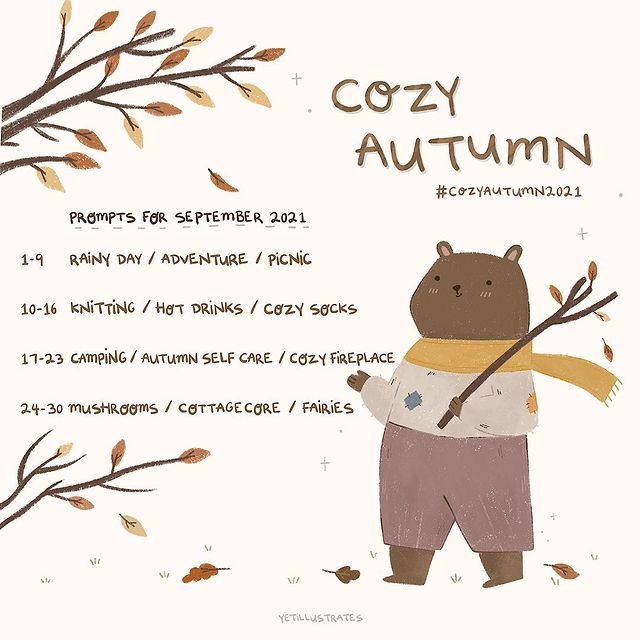 COZY
AUTUMN
#COZYAUTUMN2021
PROMPTS FOR SEPTEMBER 2021
1-9 RAINY DAY / ADVENTURE / PICNIC
10-16 KNITTING / HOT DRINKS / COZY SOCKS
17-23 CAMPING / AUTUMN SELF CARE / COZY FIREPLACE
24-30 MUSHROOMS / COTTAGECORE / FAIRIES
YETILLUSTRATES